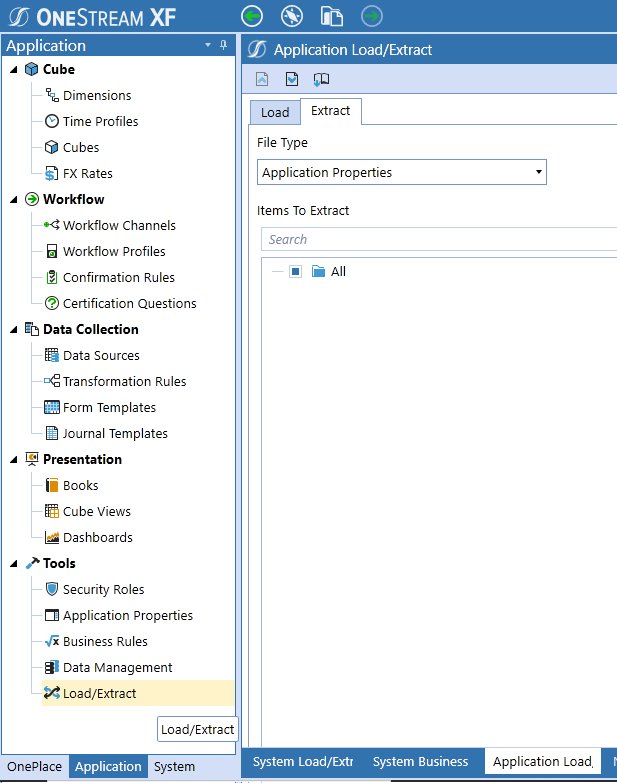 ONESTREAM XF
Application
Cube
Dimensions
Time Profiles
Cubes
FX Rates
Workflow
Workflow Channels
Workflow Profiles
Confirmation Rules
Certification Questions
Data Collection
Data Sources
Transformation Rules
Form Templates
Journal Templates
Presentation
Books
Cube Views
Dashboards
Tools
Security Roles
Application Properties
Business Rules
Data Management
Load/Extract
Load/Extract
OnePlace
Application
System
Application Load/Extract
Load
Extract
File Type
Application Properties
Items To Extract
Search
All
System Load/Extr
System Business
Application Load,